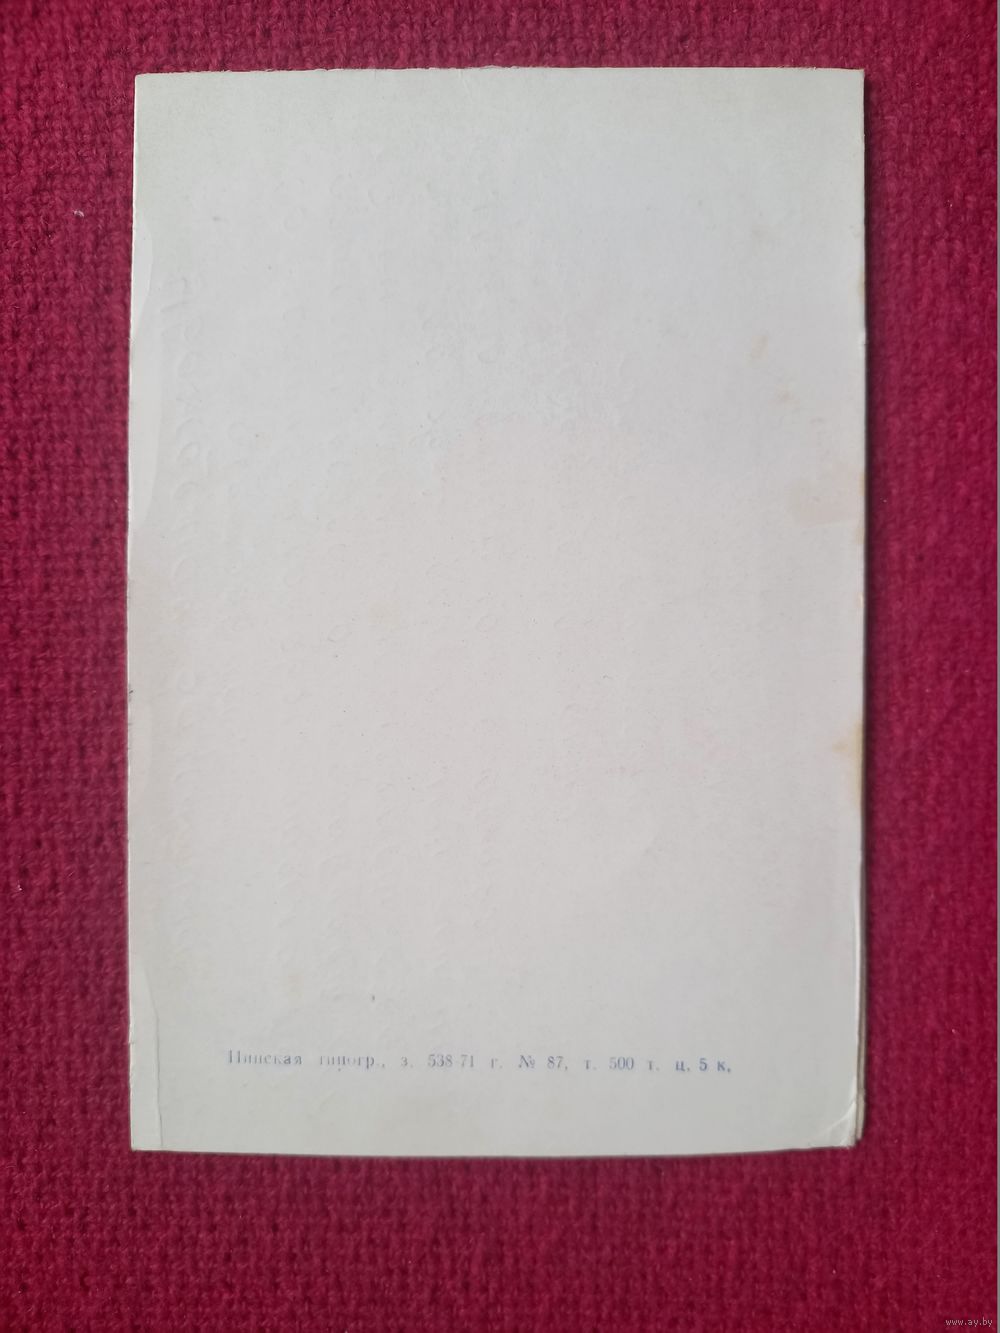 Пинская типогр., з. 538-71 г. № 87, т. 500 т. ц. 5 к.
www.ay.by